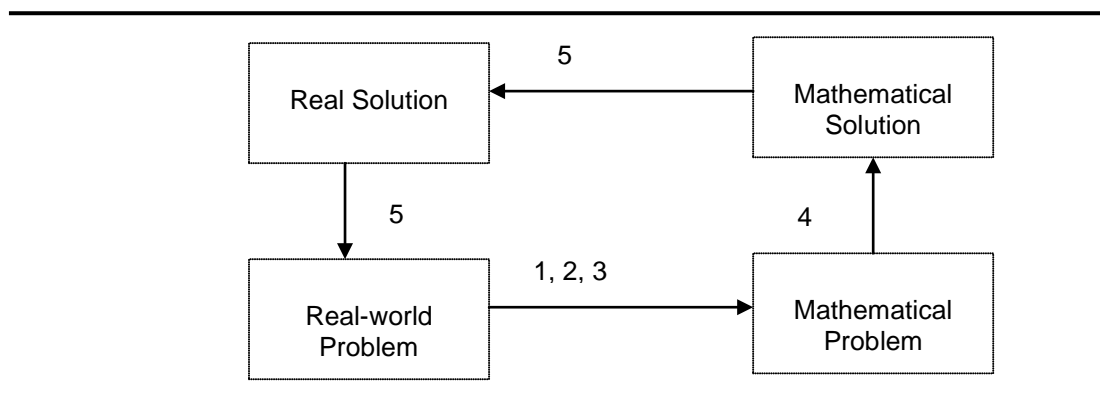 5
Real Solution
Mathematical
Solution
5
4
1, 2, 3
Real-world
Problem
Mathematical
Problem